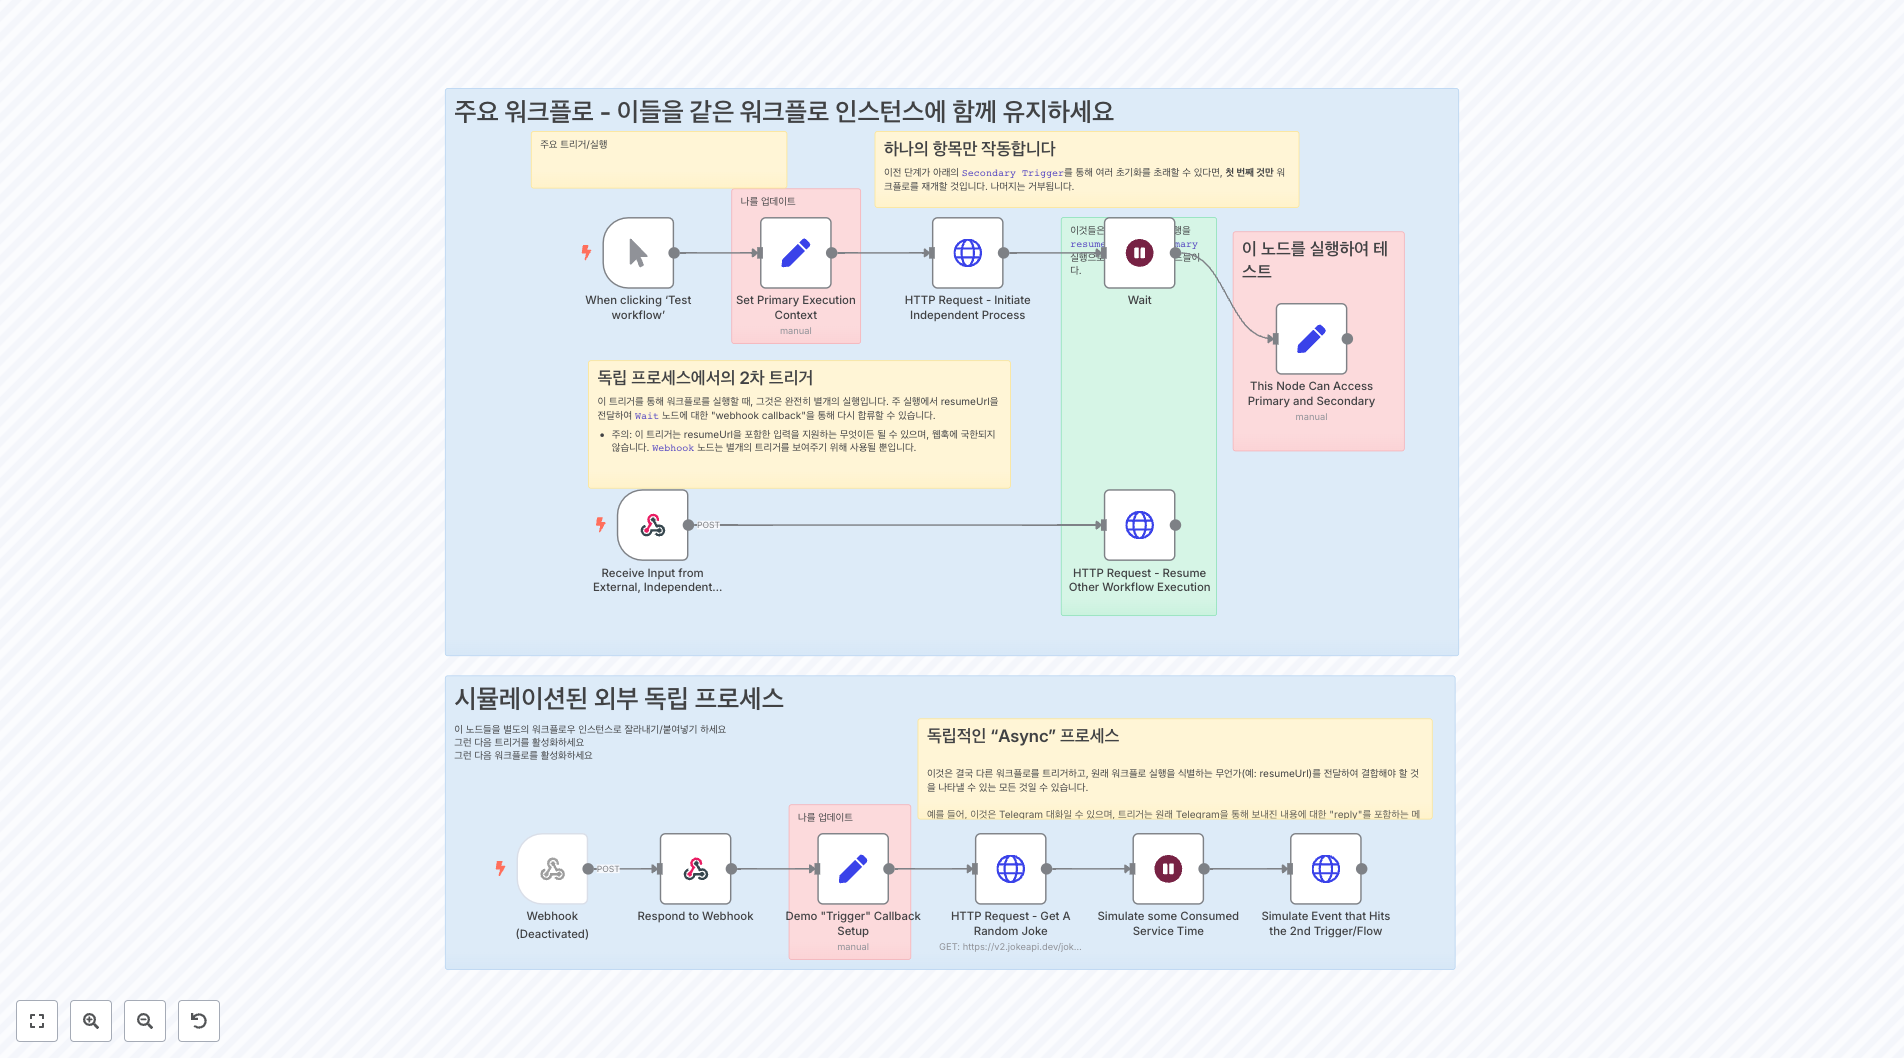 주요 워크플로 - 이들을 같은 워크플로 인스턴스에 함께 유지하세요
주요 트리거/실행
하나의 항목만 작동합니다
이전 단계가 아래의 Secondary Trigger를 통해 여러 초기화를 초래할 수 있다면, 첫 번째 것만 워
크플로를 재개할 것입니다. 나머지는 거부됩니다.
나를 업데이트
When clicking ‘Test
workflow’
Set Primary Execution
Context
manual
HTTP Request - Initiate
Independent Process
이것들은
다.
Wait
이 노드를 실행하여 테
스트
This Node Can Access
Primary and Secondary
manual
독립 프로세스에서의 2차 트리거
이 트리거를 통해 워크플로를 실행할 때, 그것은 완전히 별개의 실행입니다. 주 실행에서 resumeUrl을
전달하여 Wait 노드에 대한 "webhook callback"을 통해 다시 합류할 수 있습니다.
주의: 이 트리거는 resumeUrl을 포함한 입력을 지원하는 무엇이든 될 수 있으며, 웹훅에 국한되지
않습니다. Webhook 노드는 별개의 트리거를 보여주기 위해 사용될 뿐입니다.
POST
Receive Input from
External, Independent...
HTTP Request - Resume
Other Workflow Execution
시뮬레이션된 외부 독립 프로세스
이 노드들을 별도의 워크플로우 인스턴스로 잘라내기/붙여넣기 하세요
그런 다음 트리거를 활성화하세요
그런 다음 워크플로를 활성화하세요
독립적인 “Async” 프로세스
이것은 결국 다른 워크플로를 트리거하고, 원래 워크플로 실행을 식별하는 무언가(예: resumeUrl)를 전달하여 결합해야 할 것
을 나타낼 수 있는 모든 것일 수 있습니다.
예를 들어, 이것은 Telegram 대화일 수 있으며, 트리거는 원래 Telegram을 통해 보내진 내용에 대한 "reply"를 포함하는 메
나를 업데이트
POST
Webhook
(Deactivated)
Respond to Webhook
Demo "Trigger" Callback
Setup
manual
HTTP Request - Get A
Random Joke
GET: https://v2.jokeapi.dev/jok...
Simulate some Consumed
Service Time
Simulate Event that Hits
the 2nd Trigger/Flow